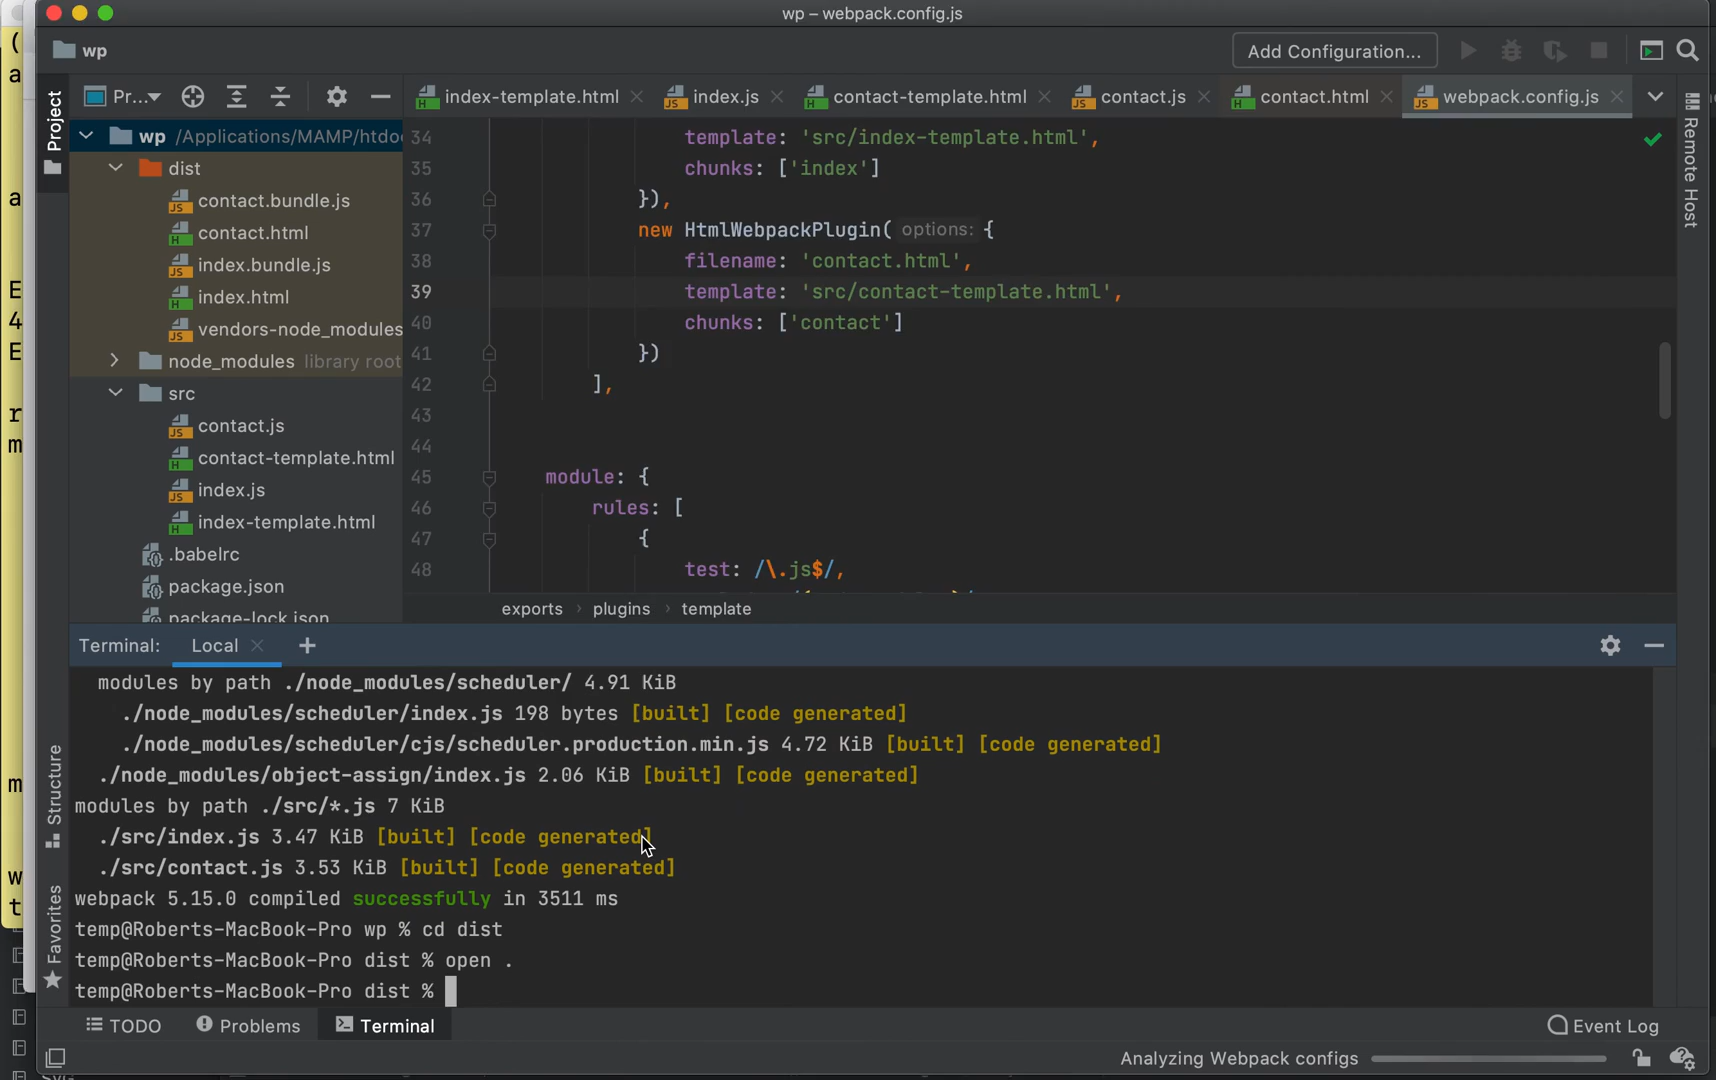 wp – webpack.config.js
wp
Add Configuration...
Project
Pr...
index-template.html
index.js
contact-template.html
contact.js
contact.html
webpack.config.js
Remote Host
wp /Applications/MAMP/htdo
dist
contact.bundle.js
contact.html
index.bundle.js
index.html
vendors-node_modules
node_modules library root
src
contact.js
contact-template.html
index.js
index-template.html
.babelrc
package.json
package-lock.json
34 template: 'src/index-template.html',
35 chunks: ['index']
36 }),
37 new HtmlWebpackPlugin( options: {
38 filename: 'contact.html',
39 template: 'src/contact-template.html',
40 chunks: ['contact']
41 })
42 ],
43
44
45 module: {
46 rules: [
47 {
48 test: /\.js$/,
exports › plugins › template
Terminal: Local +
Structure
Favorites
modules by path ./node_modules/scheduler/ 4.91 KiB
./node_modules/scheduler/index.js 198 bytes [built] [code generated]
./node_modules/scheduler/cjs/scheduler.production.min.js 4.72 KiB [built] [code generated]
./node_modules/object-assign/index.js 2.06 KiB [built] [code generated]
modules by path ./src/*.js 7 KiB
./src/index.js 3.47 KiB [built] [code generated]
./src/contact.js 3.53 KiB [built] [code generated]
webpack 5.15.0 compiled successfully in 3511 ms
temp@Roberts-MacBook-Pro wp % cd dist
temp@Roberts-MacBook-Pro dist % open .
temp@Roberts-MacBook-Pro dist %
TODO
Problems
Terminal
Event Log
Analyzing Webpack configs